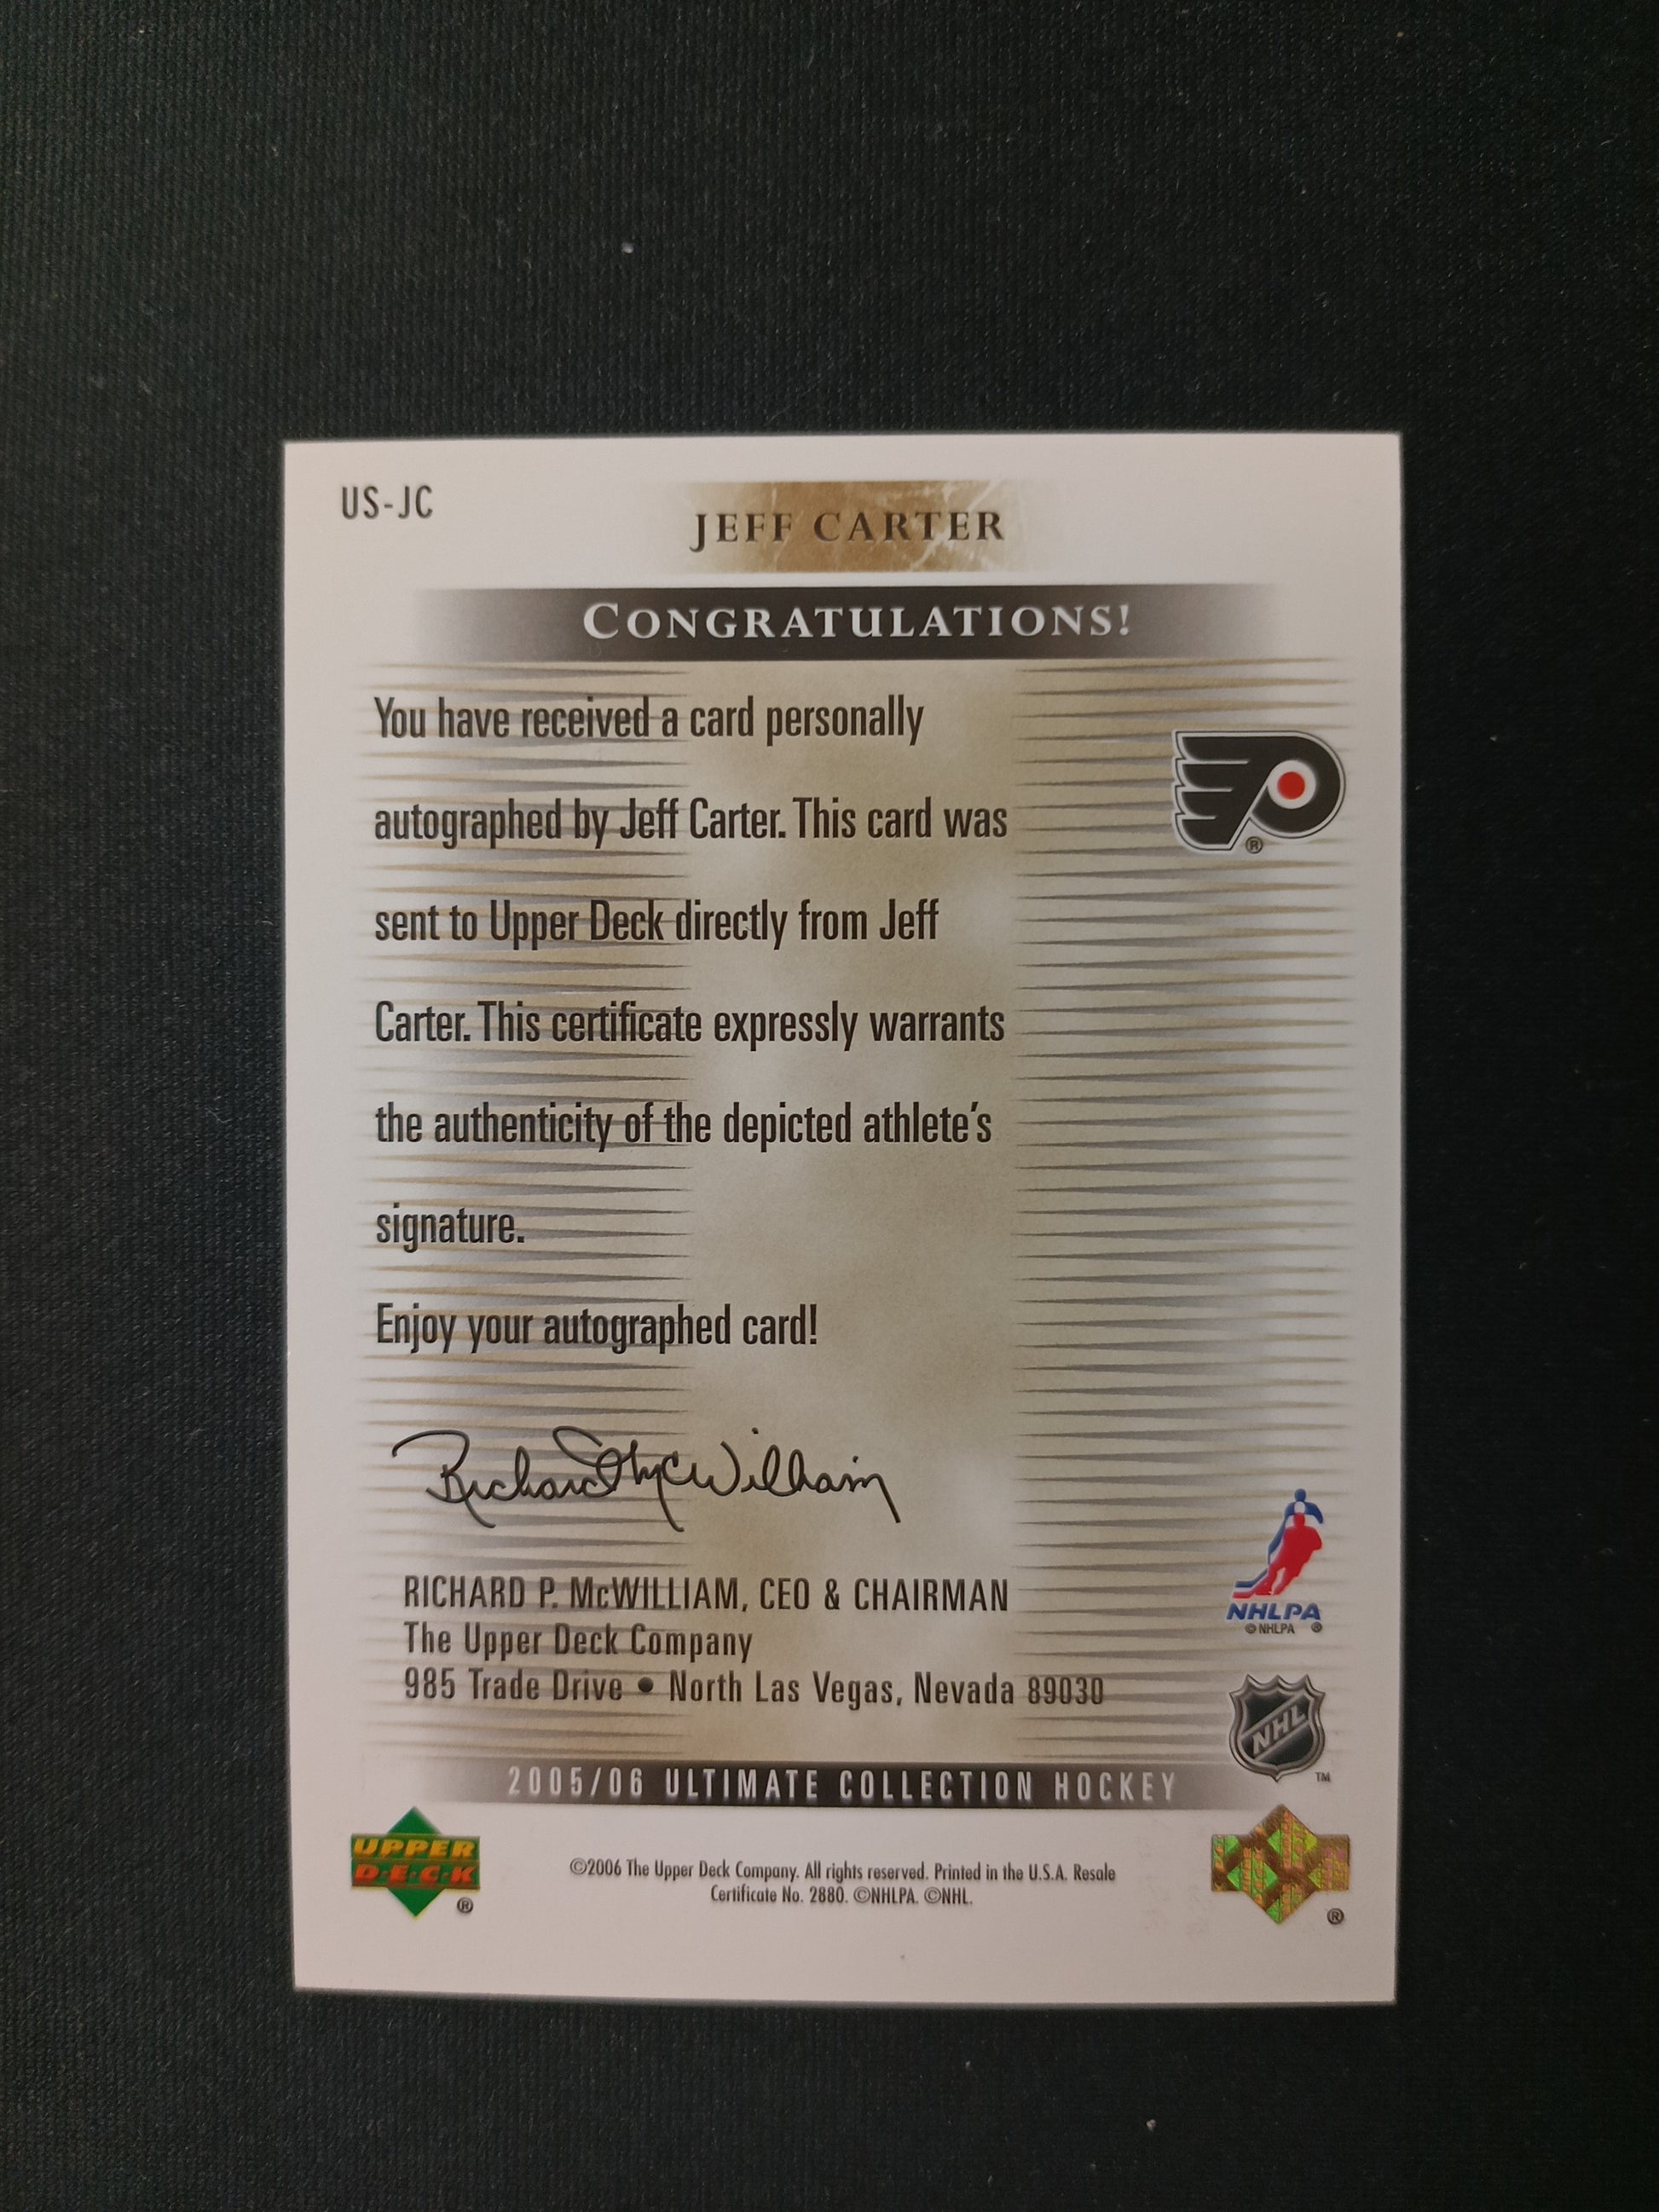 US-JC
JEFF CARTER
CONGRATULATIONS!
You have received a card personally
autographed by Jeff Carter. This card was
sent to Upper Deck directly from Jeff
Carter. This certificate expressly warrants
the authenticity of the depicted athlete's
signature.
Enjoy your autographed card!
Richard McWilliam
RICHARD P. McWILLIAM, CEO & CHAIRMAN
The Upper Deck Company
985 Trade Drive • North Las Vegas, Nevada 89030
®
NHLPA
© NHLPA ®
NHL
TM
2005/06 ULTIMATE COLLECTION HOCKEY
UPPER
D·E·C·K
®
©2006 The Upper Deck Company. All rights reserved. Printed in the U.S.A. Resale
Certificate No. 2880. ©NHLPA. ©NHL.
®